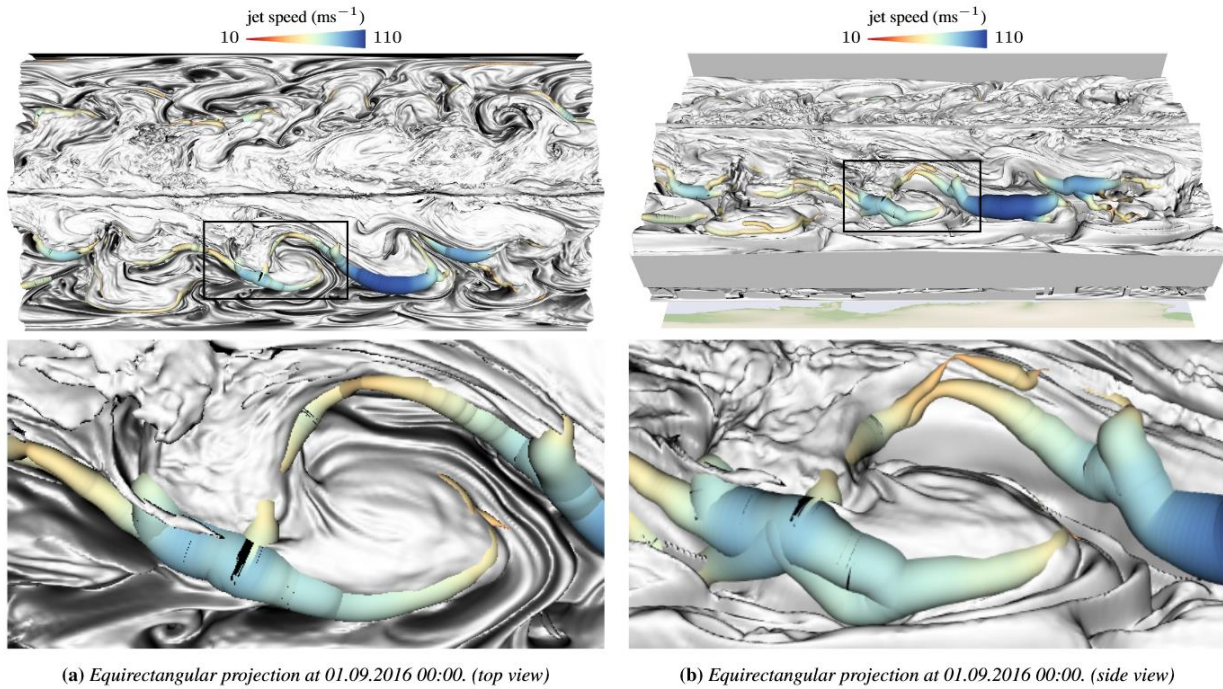 jet speed (ms−1)
10 110
jet speed (ms−1)
10 110
(a) Equirectangular projection at 01.09.2016 00:00. (top view)
(b) Equirectangular projection at 01.09.2016 00:00. (side view)